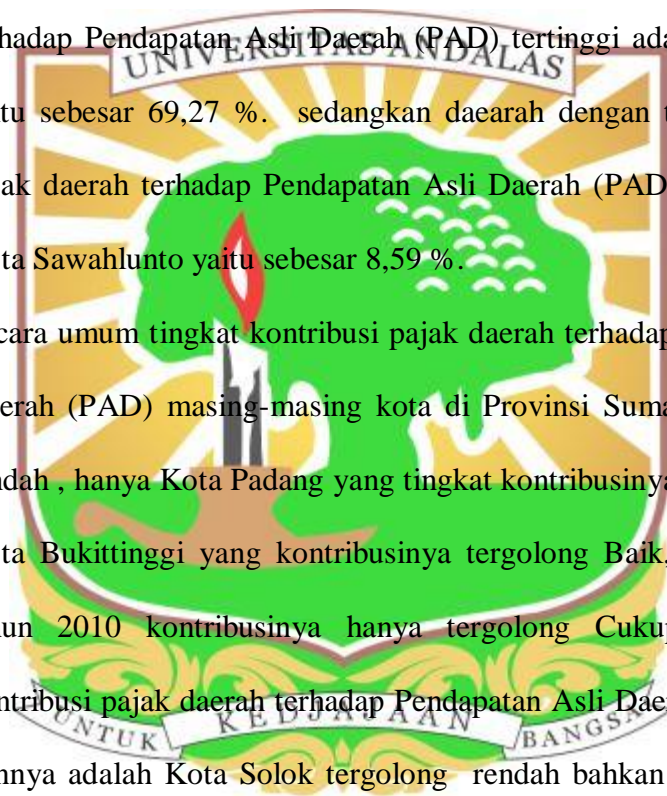 rhadap Pendapatan Asli Daerah (PAD) tertinggi ada
UNIVERSITAS ANDALAS
tu sebesar 69,27 %. sedangkan daearah dengan t
ak daerah terhadap Pendapatan Asli Daerah (PAD
ta Sawahlunto yaitu sebesar 8,59 %.
cara umum tingkat kontribusi pajak daerah terhadap
erah (PAD) masing-masing kota di Provinsi Suma
ndah , hanya Kota Padang yang tingkat kontribusinya
ta Bukittinggi yang kontribusinya tergolong Baik,
un 2010 kontribusinya hanya tergolong Cukup
ntribusi pajak daerah terhadap Pendapatan Asli Dae
UNTUK KEDJAJAAN BANGSA
nnya adalah Kota Solok tergolong rendah bahkan